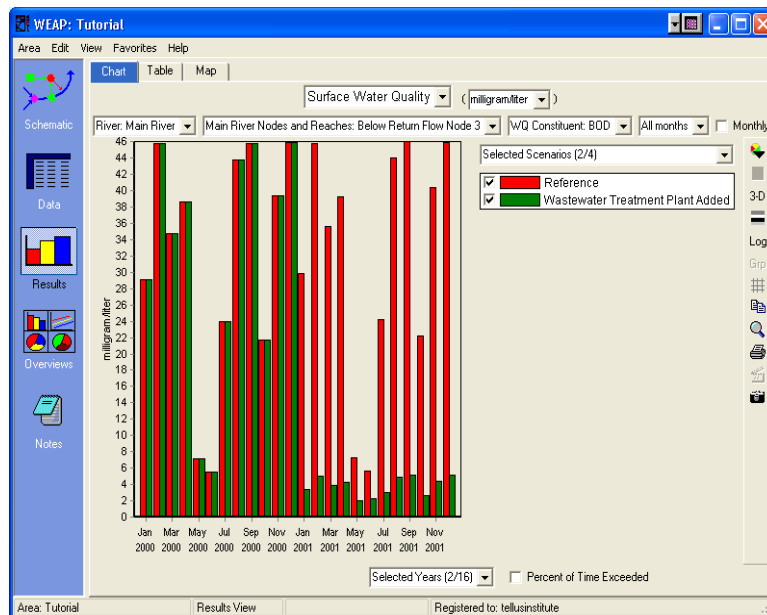 WEAP: Tutorial
Area Edit View Favorites Help
Chart Table Map
Surface Water Quality ( milligram/liter )
River: Main River Main River Nodes and Reaches: Below Return Flow Node 3 WQ Constituent: BOD All months Monthly
Selected Scenarios (2/4)
Reference
Wastewater Treatment Plant Added
Schematic
Data
Results
Overviews
Notes
3-D
Log
Grp
milligram/liter
46
44
42
40
38
36
34
32
30
28
26
24
22
20
18
16
14
12
10
8
6
4
2
0
Jan Mar May Jul Sep Nov Jan Mar May Jul Sep Nov
2000 2000 2000 2000 2000 2000 2001 2001 2001 2001 2001 2001
Selected Years (2/16) Percent of Time Exceeded
Area: Tutorial Results View Registered to: tellusinstitute